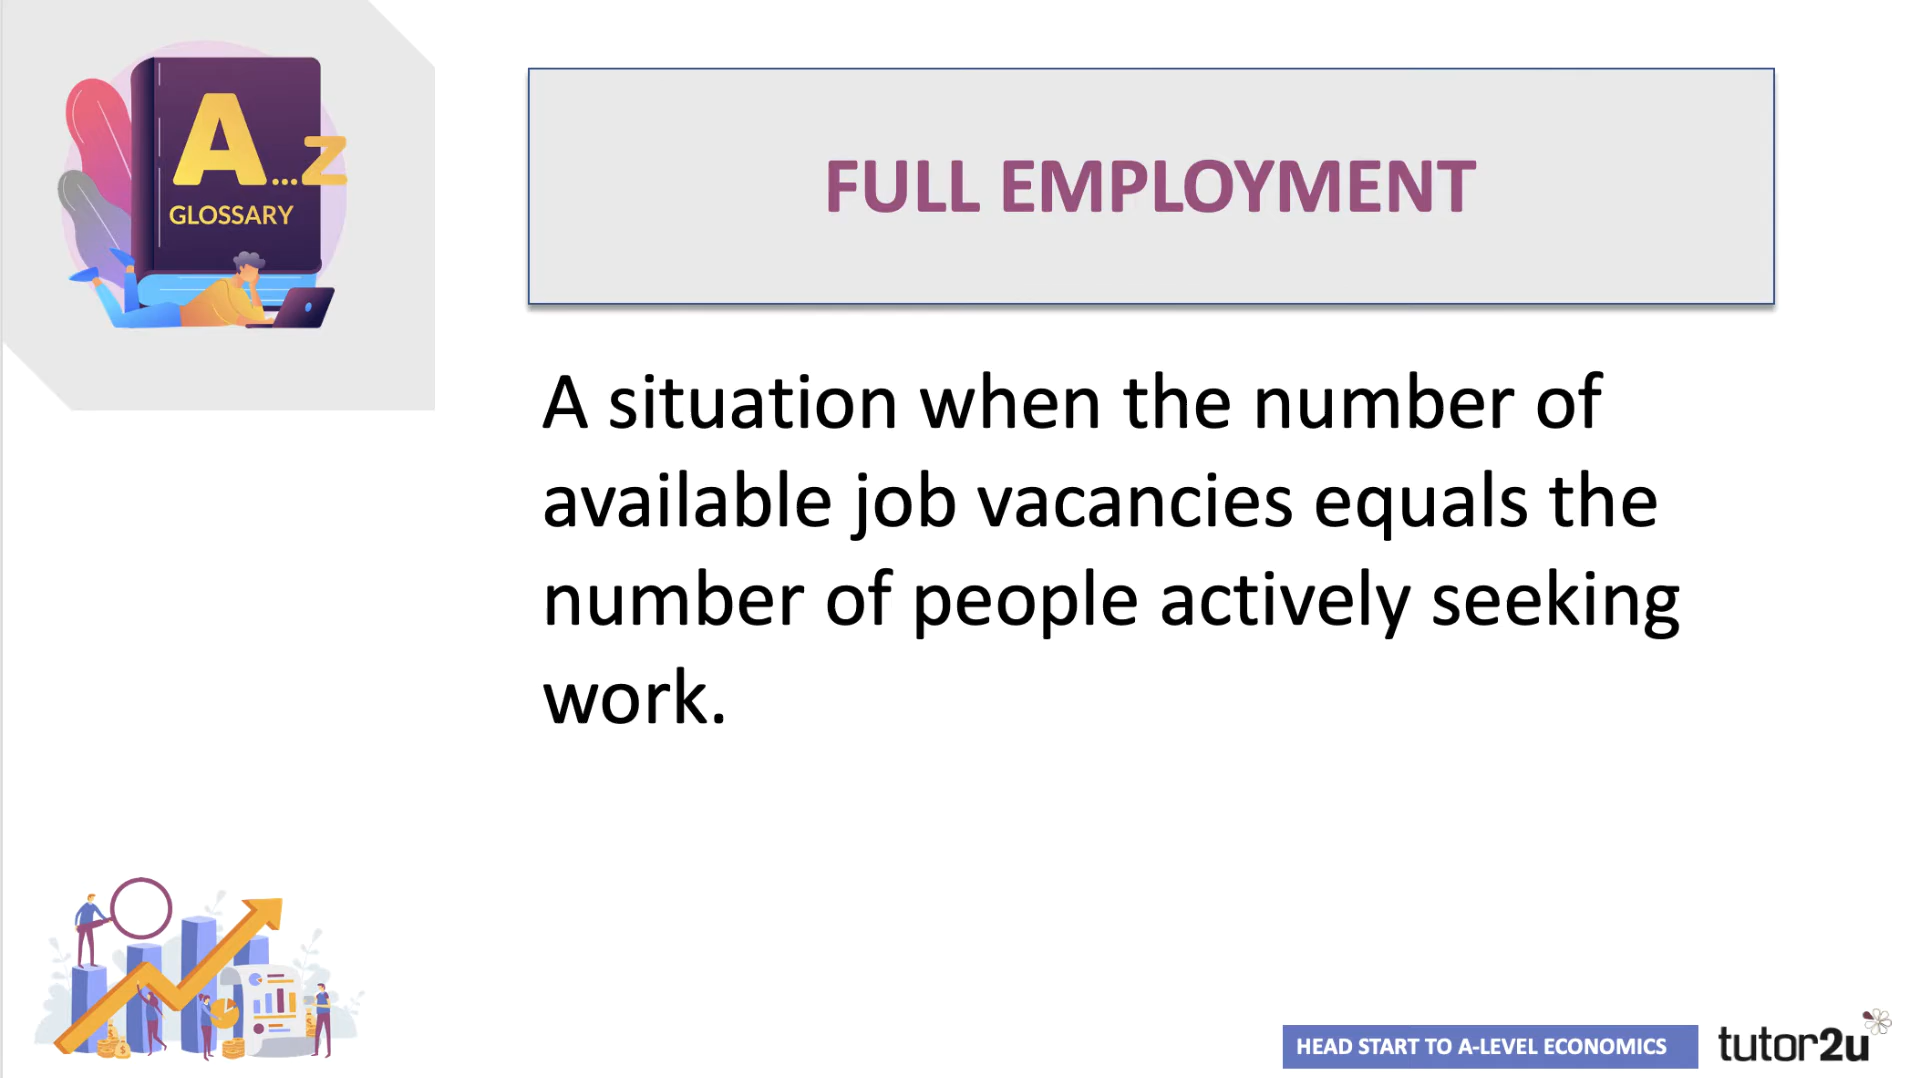 A...Z
GLOSSARY
FULL EMPLOYMENT
A situation when the number of
available job vacancies equals the
number of people actively seeking
work.
HEAD START TO A-LEVEL ECONOMICS
tutor2u